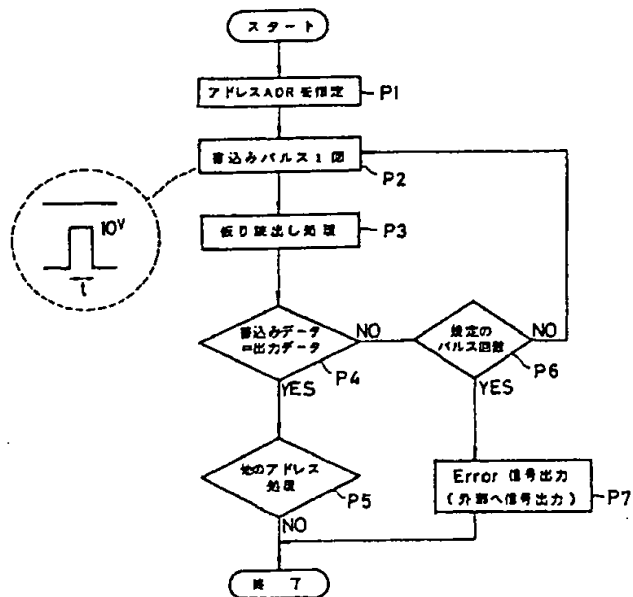 スタート
アドレスADRを指定
P1
書込みパルス1回
P2
10V
t
仮り読出し処理
P3
書込みデータ
=出力データ
NO
P4
YES
規定の
パルス回数
NO
P6
YES
他のアドレス
処理
P5
NO
Error 信号出力
(外部へ信号出力)
P7
終 了